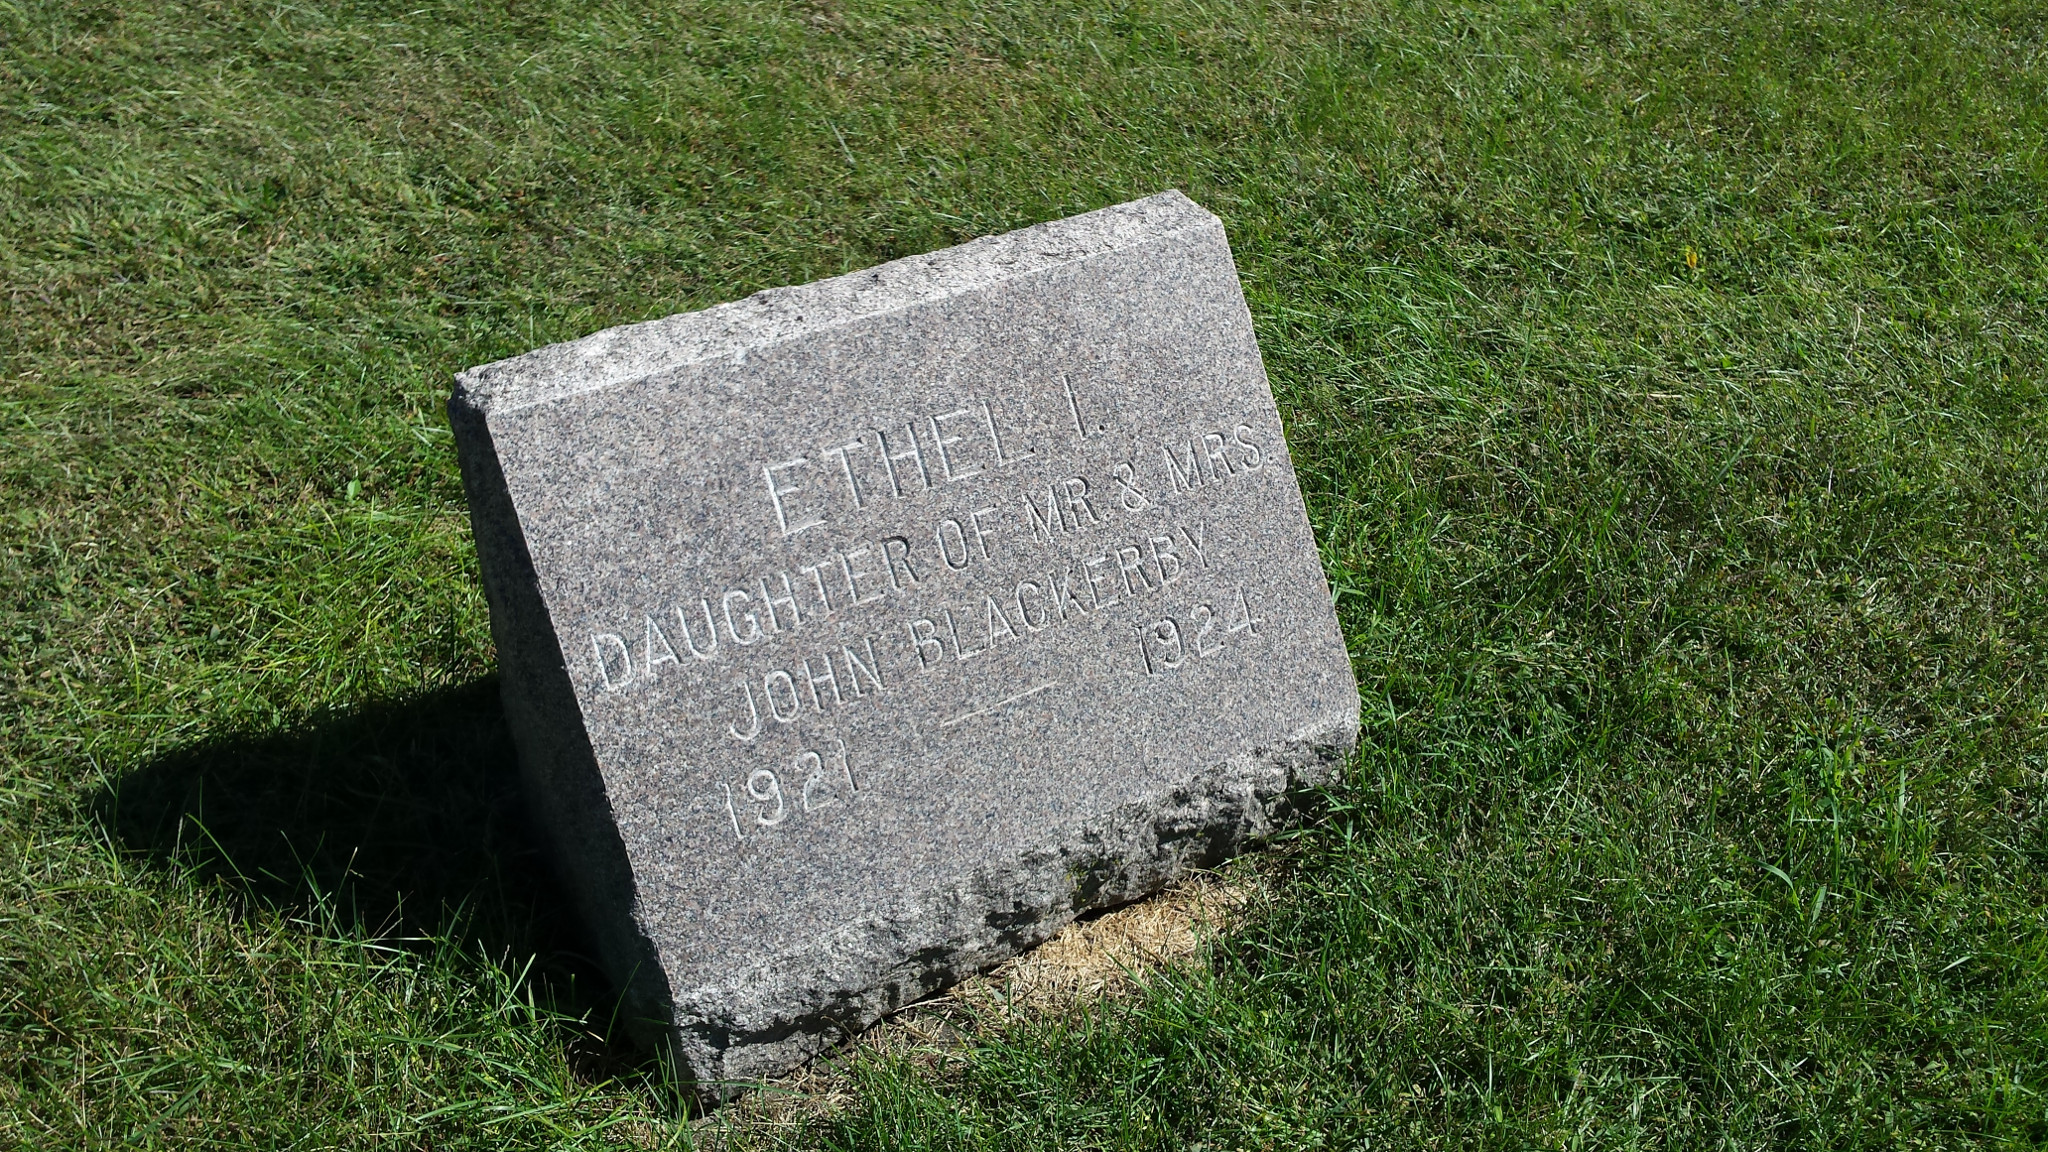 ETHEL I.
DAUGHTER OF MR. & MRS.
JOHN BLACKERBY
1921 — 1924